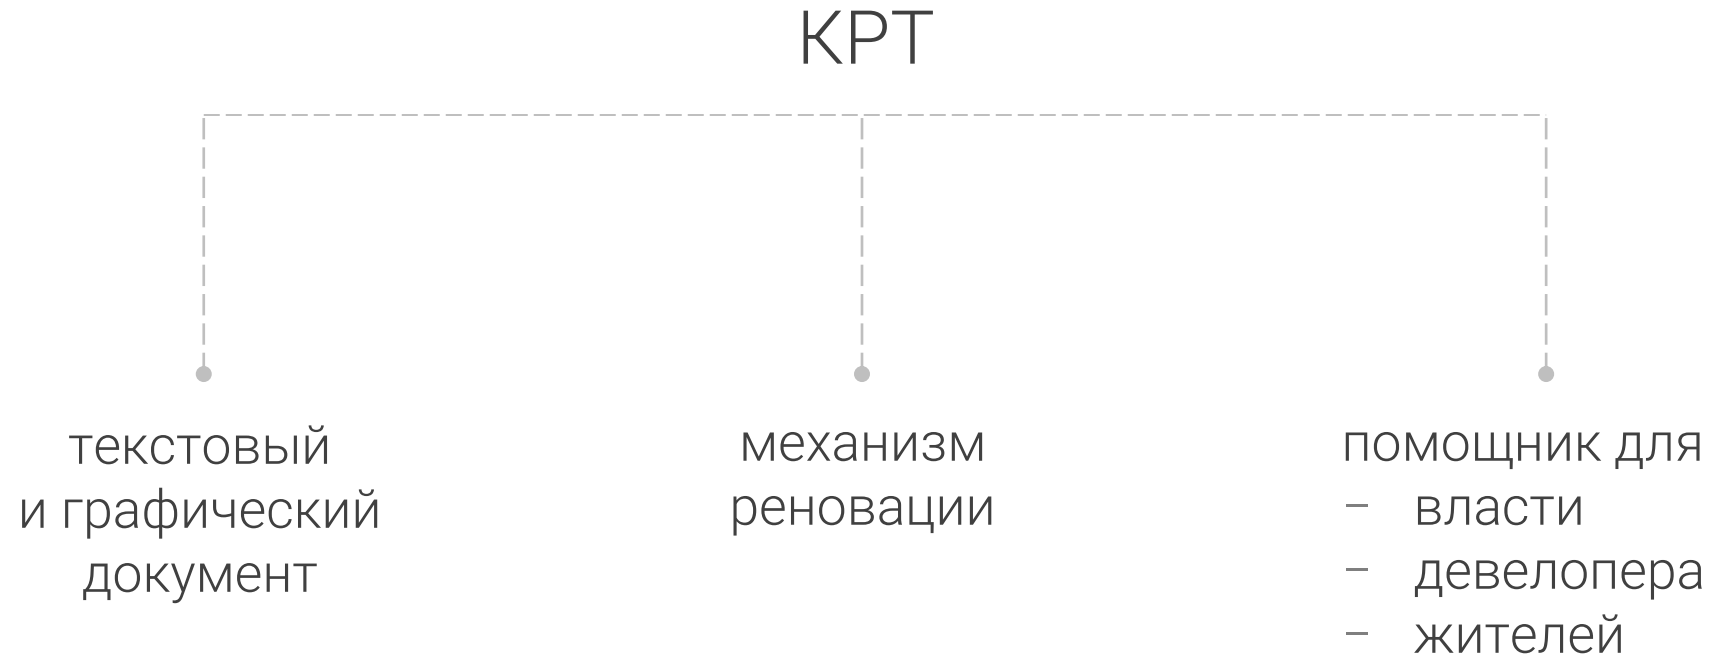 КРТ
текстовый
и графический
документ
механизм
реновации
помощник для
– власти
– девелопера
– жителей